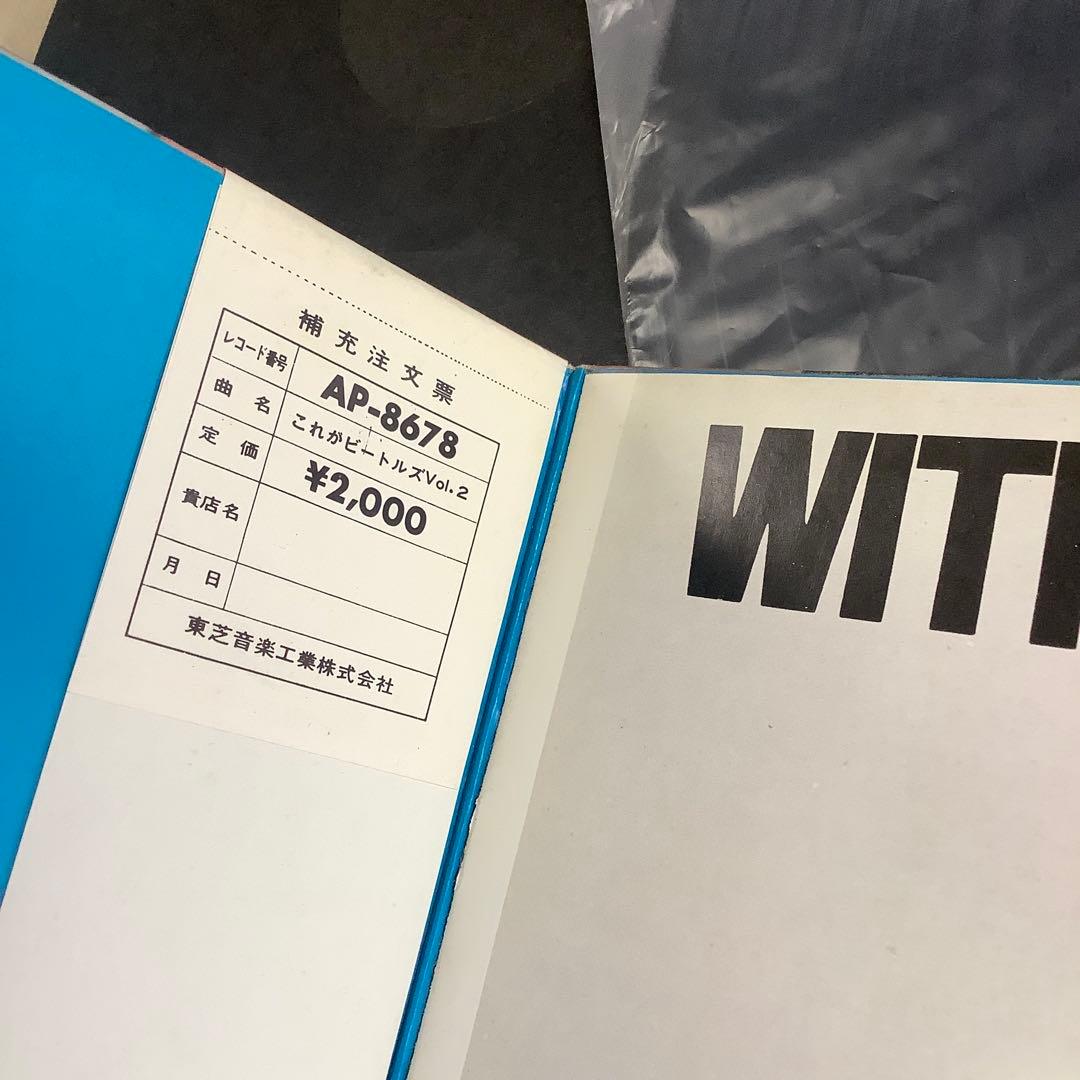 補充注文票
レコード番号 AP-8678
曲名 これがビートルズVol.2
定価 ¥2,000
貴店名
月日
東芝音楽工業株式会社
WIT